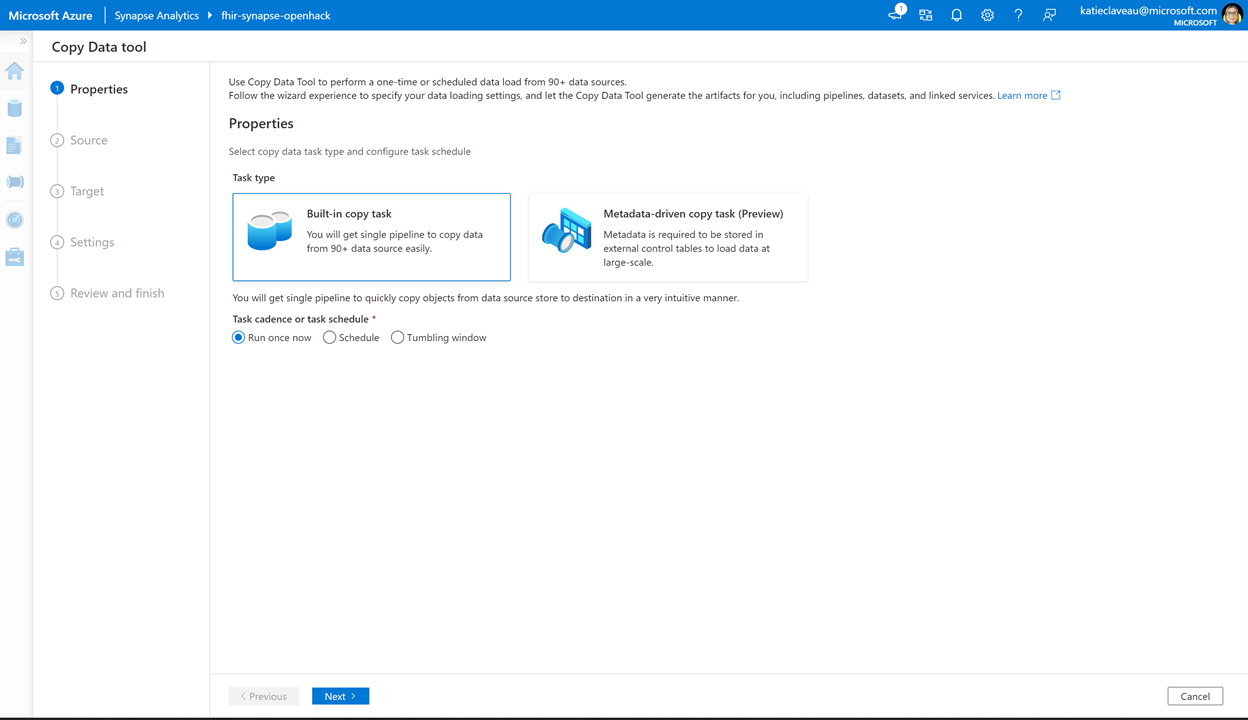 Microsoft Azure
Synapse Analytics
fhir-synapse-openhack
1
katieclaveau@microsoft.com
MICROSOFT
Copy Data tool
1 Properties
2 Source
3 Target
4 Settings
5 Review and finish
Use Copy Data Tool to perform a one-time or scheduled data load from 90+ data sources.
Follow the wizard experience to specify your data loading settings, and let the Copy Data Tool generate the artifacts for you, including pipelines, datasets, and linked services. Learn more
Properties
Select copy data task type and configure task schedule
Task type
Built-in copy task
You will get single pipeline to copy data
from 90+ data source easily.
Metadata-driven copy task (Preview)
Metadata is required to be stored in
external control tables to load data at
large-scale.
You will get single pipeline to quickly copy objects from data source store to destination in a very intuitive manner.
Task cadence or task schedule *
Run once now Schedule Tumbling window
< Previous
Next >
Cancel